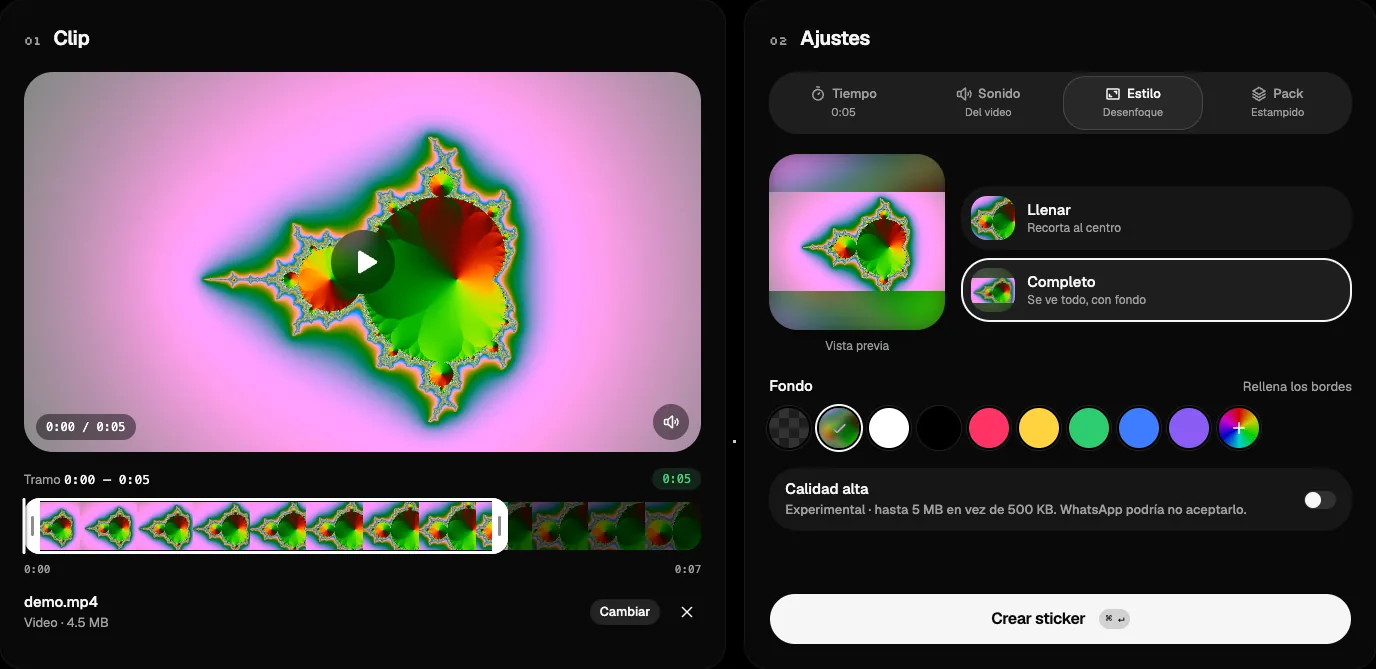 01 Clip
0:00 / 0:05
Tramo 0:00 — 0:05
0:05
0:00
0:07
demo.mp4
Video · 4.5 MB
Cambiar
02 Ajustes
Tiempo
0:05
Sonido
Del video
Estilo
Desenfoque
Pack
Estampido
Vista previa
Llenar
Recorta al centro
Completo
Se ve todo, con fondo
Fondo
Rellena los bordes
Calidad alta
Experimental · hasta 5 MB en vez de 500 KB. WhatsApp podría no aceptarlo.
Crear sticker ⌘ ↵